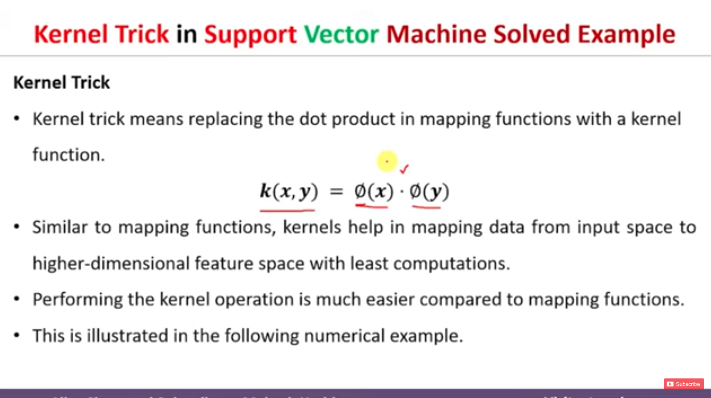 Kernel Trick in Support Vector Machine Solved Example
Kernel Trick
• Kernel trick means replacing the dot product in mapping functions with a kernel
function.
k(x, y) = ∅(x) · ∅(y)
• Similar to mapping functions, kernels help in mapping data from input space to
higher-dimensional feature space with least computations.
• Performing the kernel operation is much easier compared to mapping functions.
• This is illustrated in the following numerical example.
Subscribe